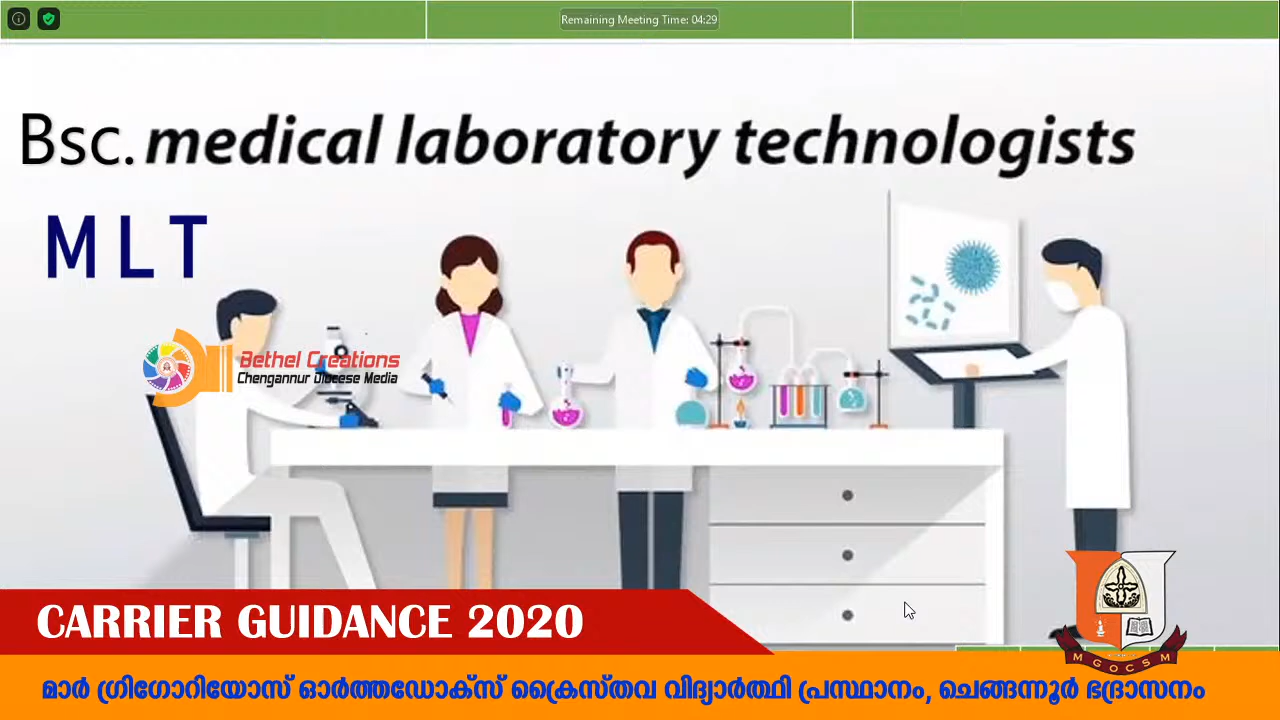 Remaining Meeting Time: 04:29
Bsc. medical laboratory technologists
MLT
Bethel Creations
Chengannur Diocese Media
CARRIER GUIDANCE 2020
MGOCSM
മാർ ഗ്രിഗോറിയോസ് ഓർത്തഡോക്സ് ക്രൈസ്തവ വിദ്യാർത്ഥി പ്രസ്ഥാനം, ചെങ്ങന്നൂർ ഭദ്രാസനം